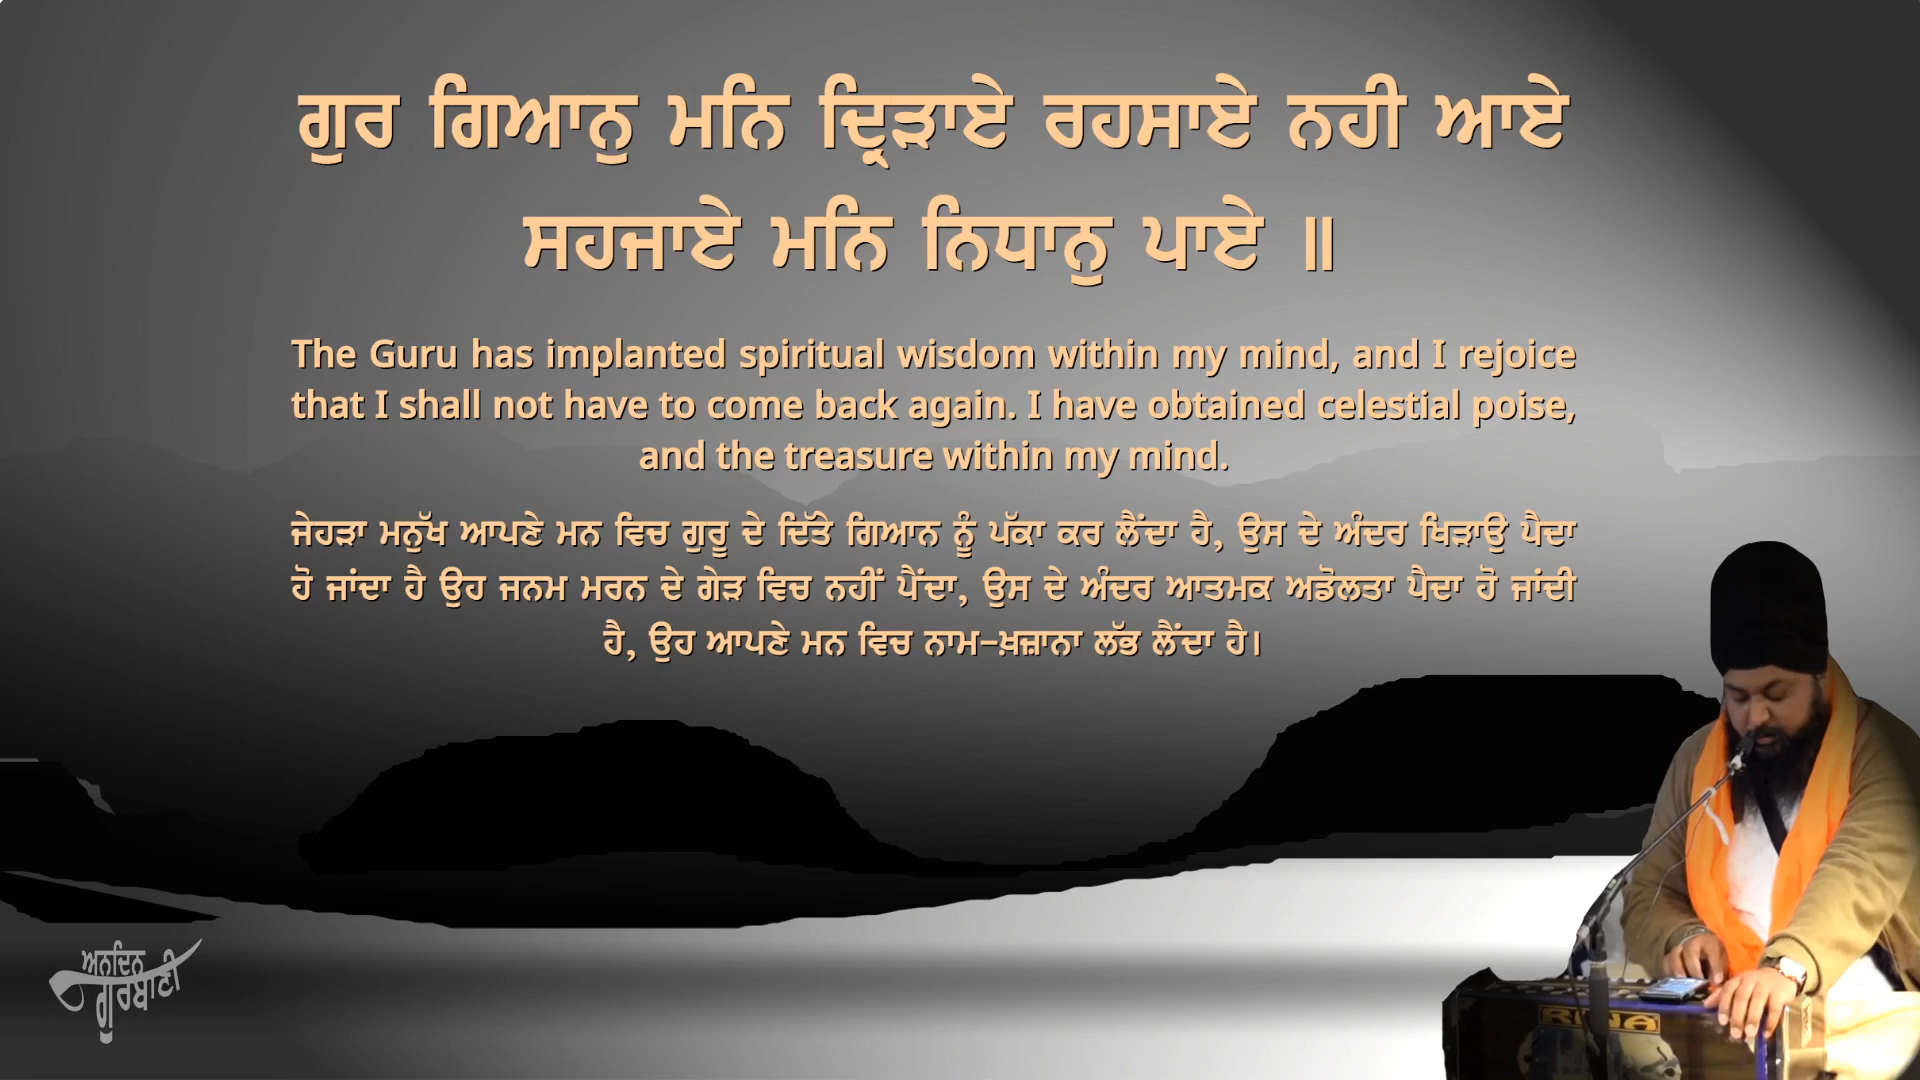 ਗੁਰ ਗਿਆਨੁ ਮਨਿ ਦ੍ਰਿੜਾਏ ਰਹਸਾਏ ਨਹੀ ਆਏ
ਸਹਜਾਏ ਮਨਿ ਨਿਧਾਨੁ ਪਾਏ ॥
The Guru has implanted spiritual wisdom within my mind, and I rejoice
that I shall not have to come back again. I have obtained celestial poise,
and the treasure within my mind.
ਜੇਹੜਾ ਮਨੁੱਖ ਆਪਣੇ ਮਨ ਵਿਚ ਗੁਰੂ ਦੇ ਦਿੱਤੇ ਗਿਆਨ ਨੂੰ ਪੱਕਾ ਕਰ ਲੈਂਦਾ ਹੈ, ਉਸ ਦੇ ਅੰਦਰ ਖਿੜਾਉ ਪੈਦਾ
ਹੋ ਜਾਂਦਾ ਹੈ ਉਹ ਜਨਮ ਮਰਨ ਦੇ ਗੇੜ ਵਿਚ ਨਹੀਂ ਪੈਂਦਾ, ਉਸ ਦੇ ਅੰਦਰ ਆਤਮਕ ਅਡੋਲਤਾ ਪੈਦਾ ਹੋ ਜਾਂਦੀ
ਹੈ, ਉਹ ਆਪਣੇ ਮਨ ਵਿਚ ਨਾਮ-ਖ਼ਜ਼ਾਨਾ ਲੱਭ ਲੈਂਦਾ ਹੈ।
ਅਨਦਿਨ
ਗੁਰਬਾਣੀ
RINA